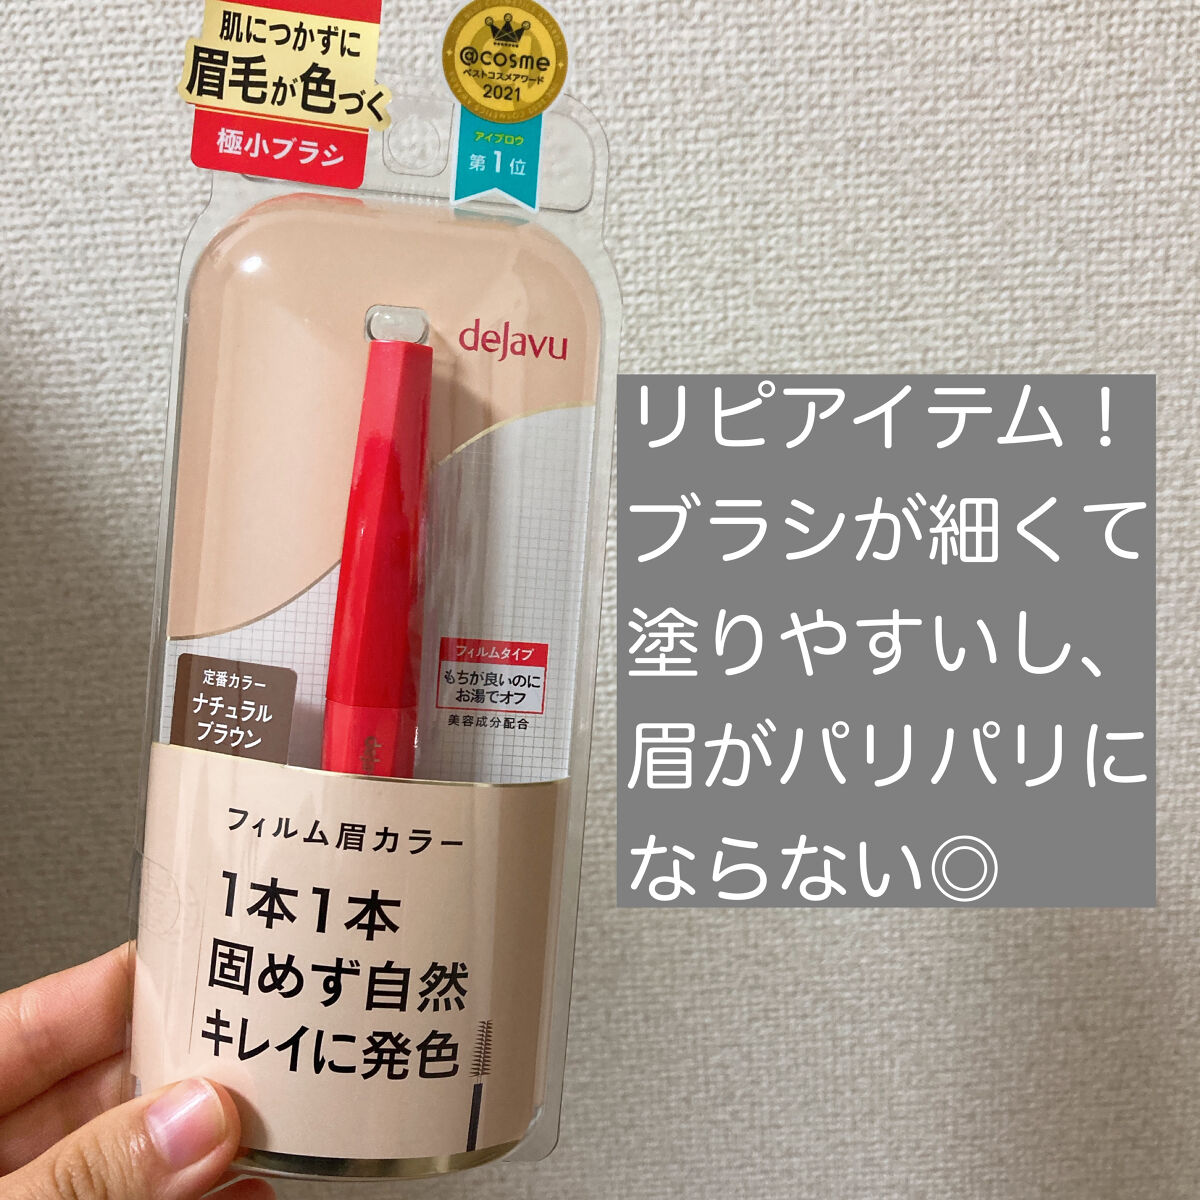 肌につかずに
眉毛が色づく
極小ブラシ
@cosme
ベストコスメアワード
2021
アイブロウ
第1位
dejavu
リピアイテム！
ブラシが細くて
塗りやすいし、
眉がパリパリに
ならない◎
フィルムタイプ
もちが良いのに
お湯でオフ
美容成分配合
定番カラー
ナチュラル
ブラウン
フィルム眉カラー
1本1本
固めず自然
キレイに発色